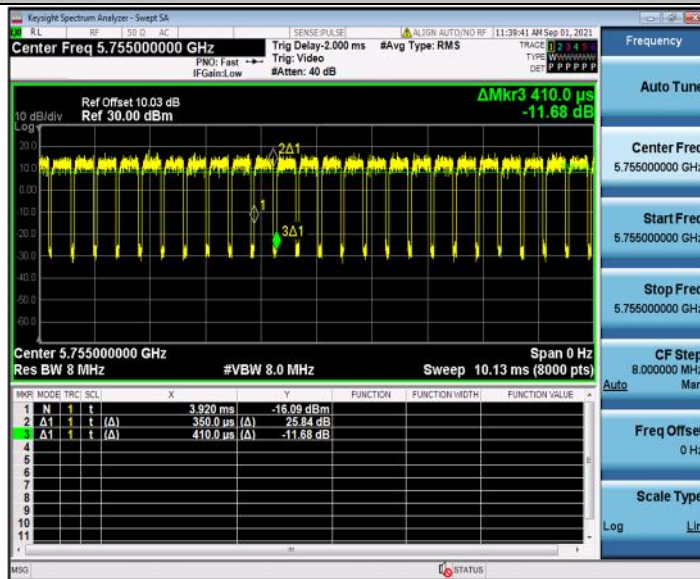 Keysight Spectrum Analyzer - Swept SA
RL RF 50 Ω AC SENSE:PULSE ALIGN AUTO/NO RF 11:39:41 AM Sep 01, 2021
Center Freq 5.755000000 GHz
PNO: Fast
IFGain:Low
Trig Delay-2.000 ms
Trig: Video
#Atten: 40 dB
#Avg Type: RMS
TRACE 1 2 3 4 5 6
TYPE W
DET P P P P P P
ΔMkr3 410.0 µs
-11.68 dB
Ref Offset 10.03 dB
Ref 30.00 dBm
10 dB/div
Log
20.0
10.0
0.00
-10.0
-20.0
-30.0
-40.0
-50.0
-60.0
2Δ1
1
3Δ1
Center 5.755000000 GHz
Span 0 Hz
Res BW 8 MHz
#VBW 8.0 MHz
Sweep 10.13 ms (8000 pts)
MKR MODE TRC SCL X Y FUNCTION FUNCTION WIDTH FUNCTION VALUE
1 N 1 t 3.920 ms -16.09 dBm
2 Δ1 1 t (Δ) 350.0 µs (Δ) 25.84 dB
3 Δ1 1 t (Δ) 410.0 µs (Δ) -11.68 dB
4
5
6
7
8
9
10
11
MSG
STATUS
Frequency
Auto Tune
Center Freq
5.755000000 GHz
Start Freq
5.755000000 GHz
Stop Freq
5.755000000 GHz
CF Step
8.000000 MHz
Auto Man
Freq Offset
0 Hz
Scale Type
Log Lin